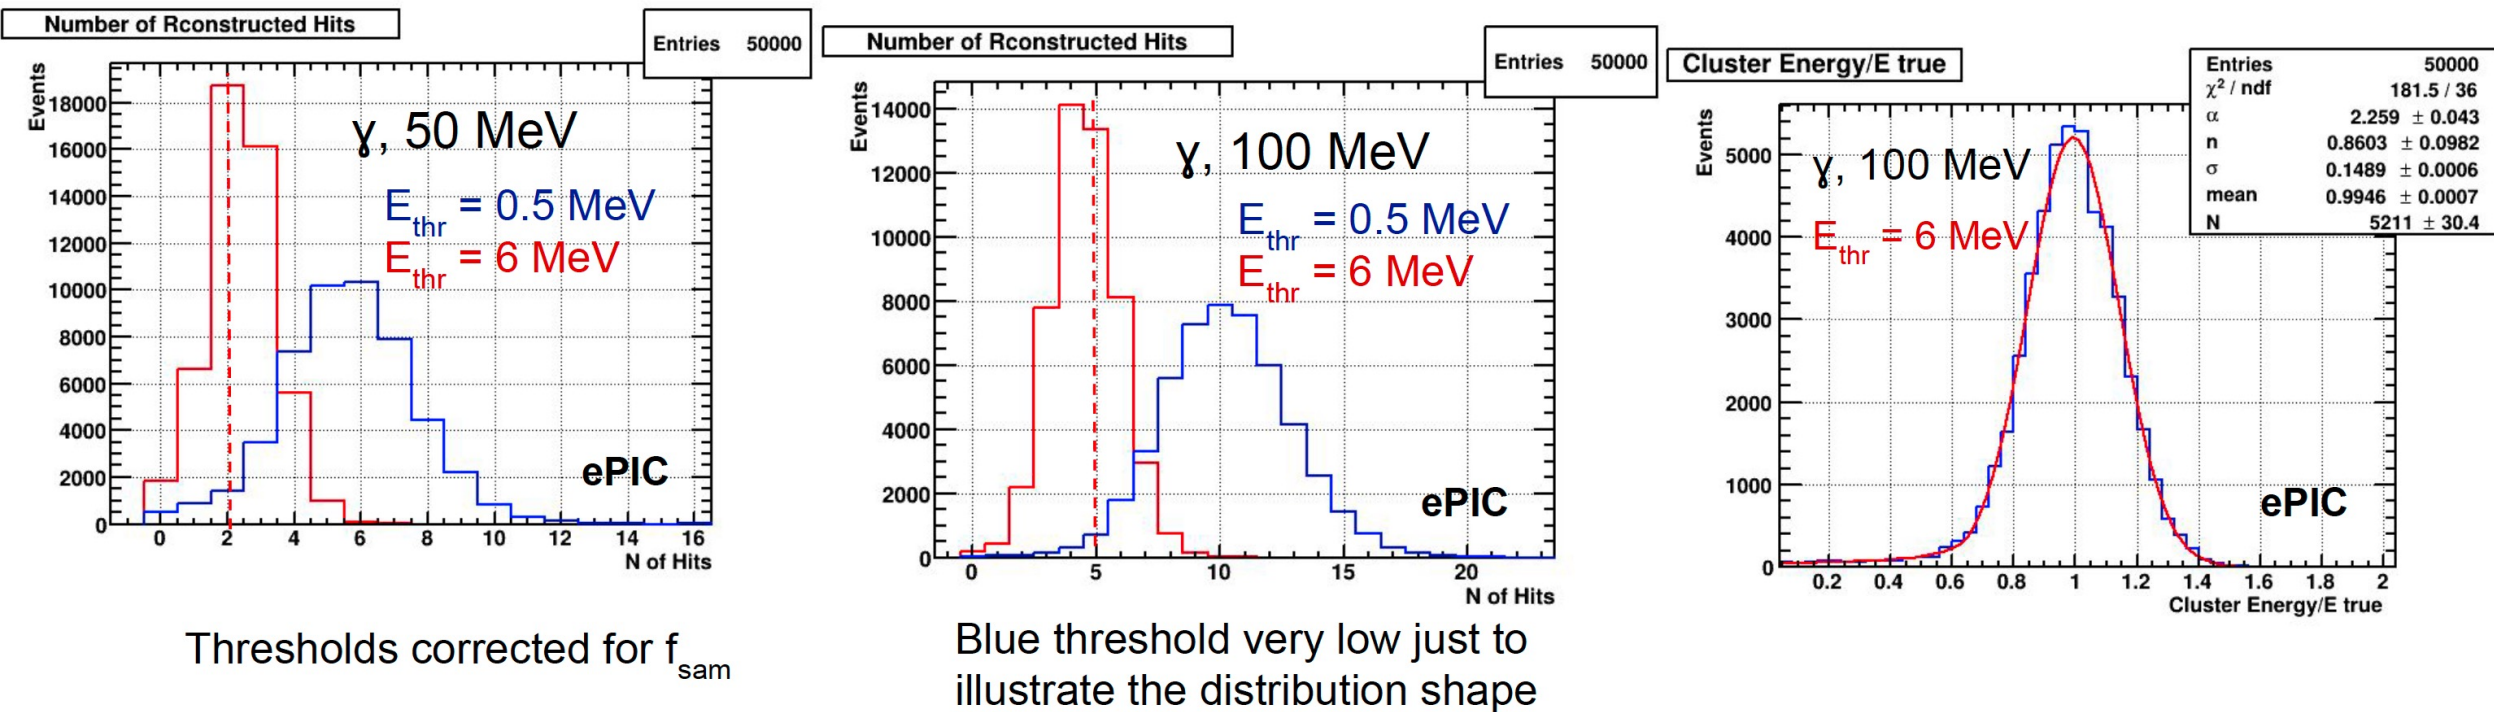 Number of Rconstructed Hits
Entries 50000
Events
18000
16000
14000
12000
10000
8000
6000
4000
2000
0
0 2 4 6 8 10 12 14 16
N of Hits
γ, 50 MeV
Ethr = 0.5 MeV
Ethr = 6 MeV
ePIC
Thresholds corrected for fsam
Number of Rconstructed Hits
Entries 50000
Events
14000
12000
10000
8000
6000
4000
2000
0
0 5 10 15 20
N of Hits
γ, 100 MeV
Ethr = 0.5 MeV
Ethr = 6 MeV
ePIC
Blue threshold very low just to
illustrate the distribution shape
Cluster Energy/E true
Entries 50000
χ2 / ndf 181.5 / 36
α 2.259 ± 0.043
n 0.8603 ± 0.0982
σ 0.1489 ± 0.0006
mean 0.9946 ± 0.0007
N 5211 ± 30.4
Events
5000
4000
3000
2000
1000
0
0.2 0.4 0.6 0.8 1 1.2 1.4 1.6 1.8 2
Cluster Energy/E true
γ, 100 MeV
Ethr = 6 MeV
ePIC